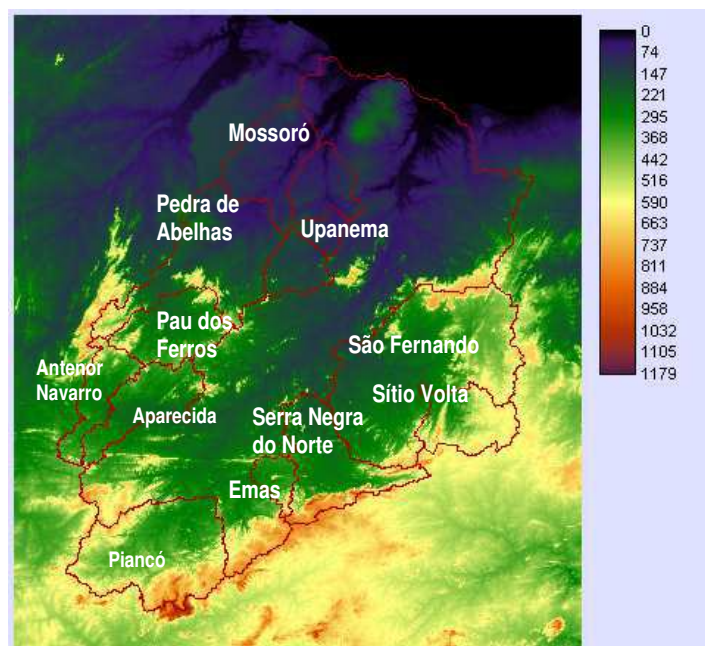 Mossoró
Pedra de
Abelhas
Upanema
Pau dos
Ferros
São Fernando
Antenor
Navarro
Sítio Volta
Aparecida
Serra Negra
do Norte
Emas
Piancó
0
74
147
221
295
368
442
516
590
663
737
811
884
958
1032
1105
1179